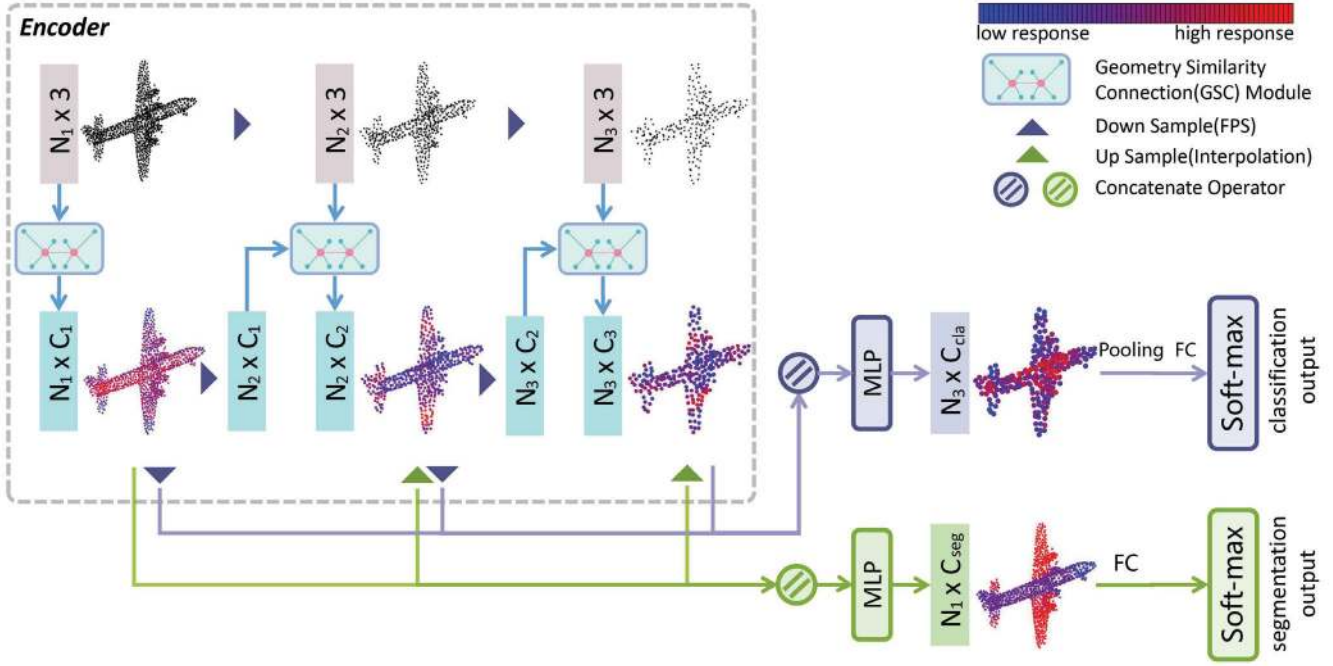 Encoder
N₁ x 3
N₂ x 3
N₃ x 3
low response
high response
Geometry Similarity
Connection(GSC) Module
Down Sample(FPS)
Up Sample(Interpolation)
Concatenate Operator
N₁ x C₁
N₂ x C₁
N₂ x C₂
N₃ x C₂
N₃ x C₃
MLP
N₃ x C_cla
Pooling FC
Soft-max
classification
output
MLP
N₁ x C_seg
FC
Soft-max
segmentation
output